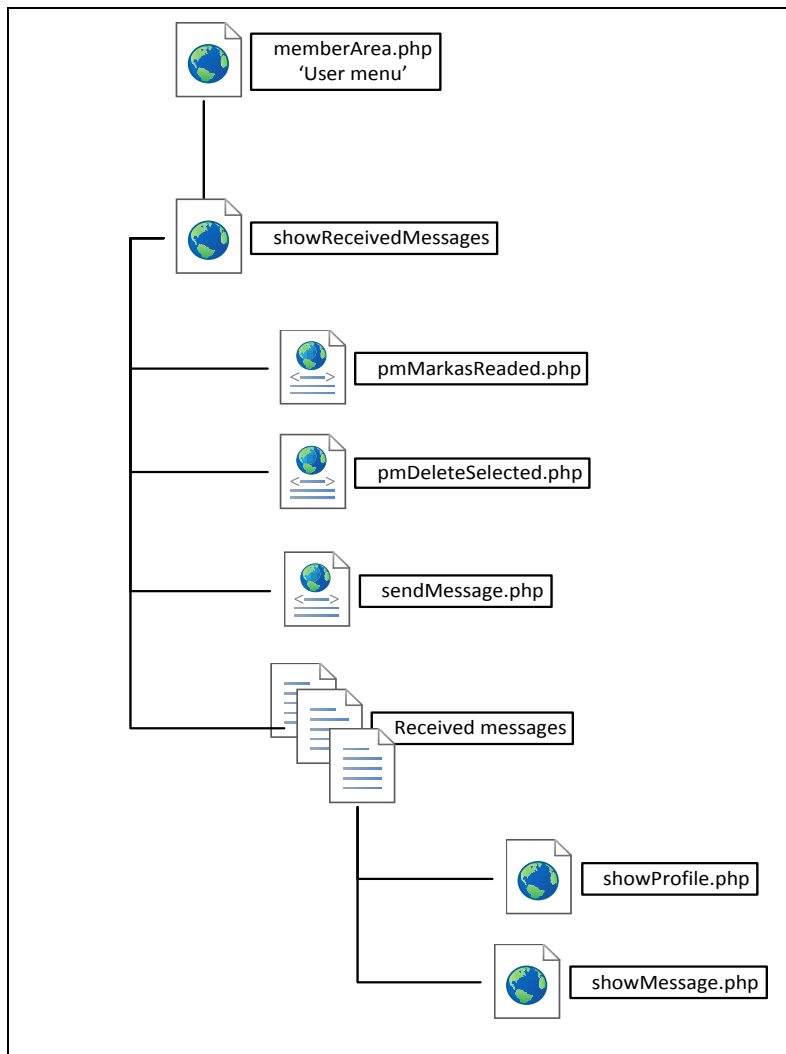 memberArea.php
‘User menu’
showReceivedMessages
pmMarkasReaded.php
pmDeleteSelected.php
sendMessage.php
Received messages
showProfile.php
showMessage.php